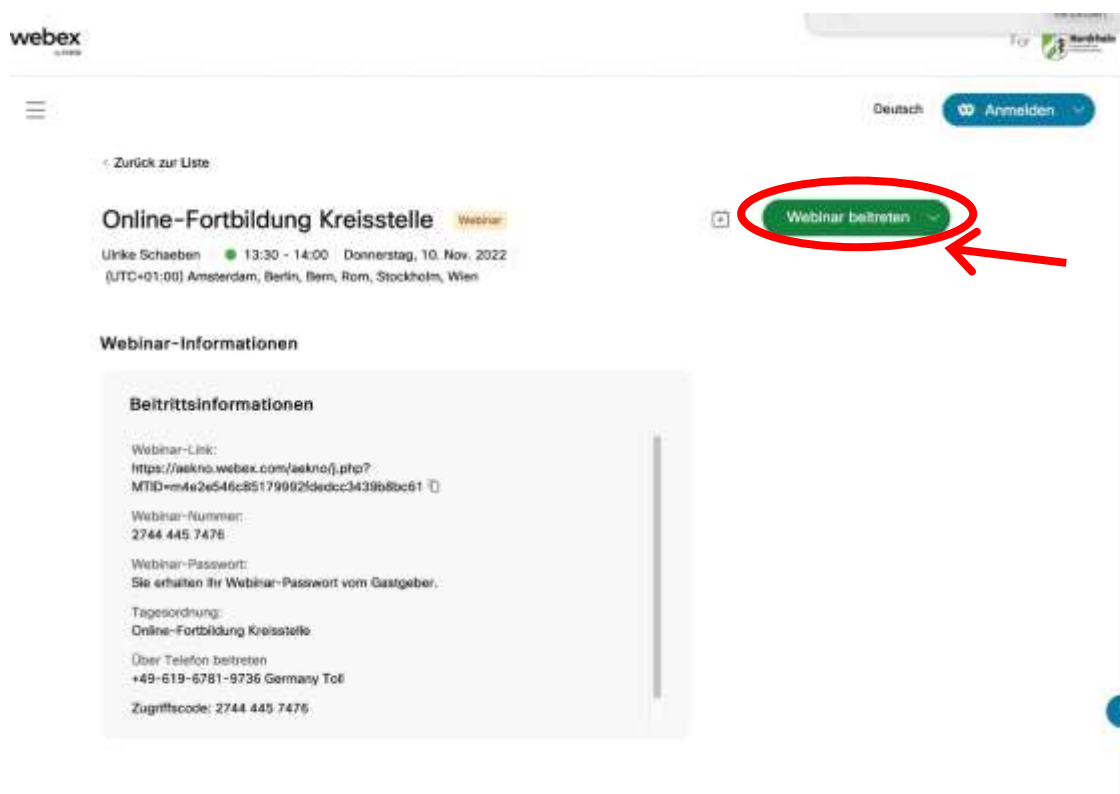 webex
For
Nordrhein
Deutsch
Anmelden
Zurück zur Liste
Online-Fortbildung Kreisstelle
Webinar
Webinar beitreten
Ulrike Schaeben
13:30 - 14:00
Donnerstag, 10. Nov. 2022
(UTC+01:00) Amsterdam, Berlin, Bern, Rom, Stockholm, Wien
Webinar-Informationen
Beitrittsinformationen
Webinar-Link:
https://aekno.webex.com/aekno/j.php?
MTID=m4e2e546c85179992fdedcc3439b8bc61
Webinar-Nummer:
2744 445 7476
Webinar-Passwort:
Sie erhalten Ihr Webinar-Passwort vom Gastgeber.
Tagesordnung:
Online-Fortbildung Kreisstelle
Über Telefon beitreten
+49-619-6781-9736 Germany Toll
Zugriffscode: 2744 445 7476